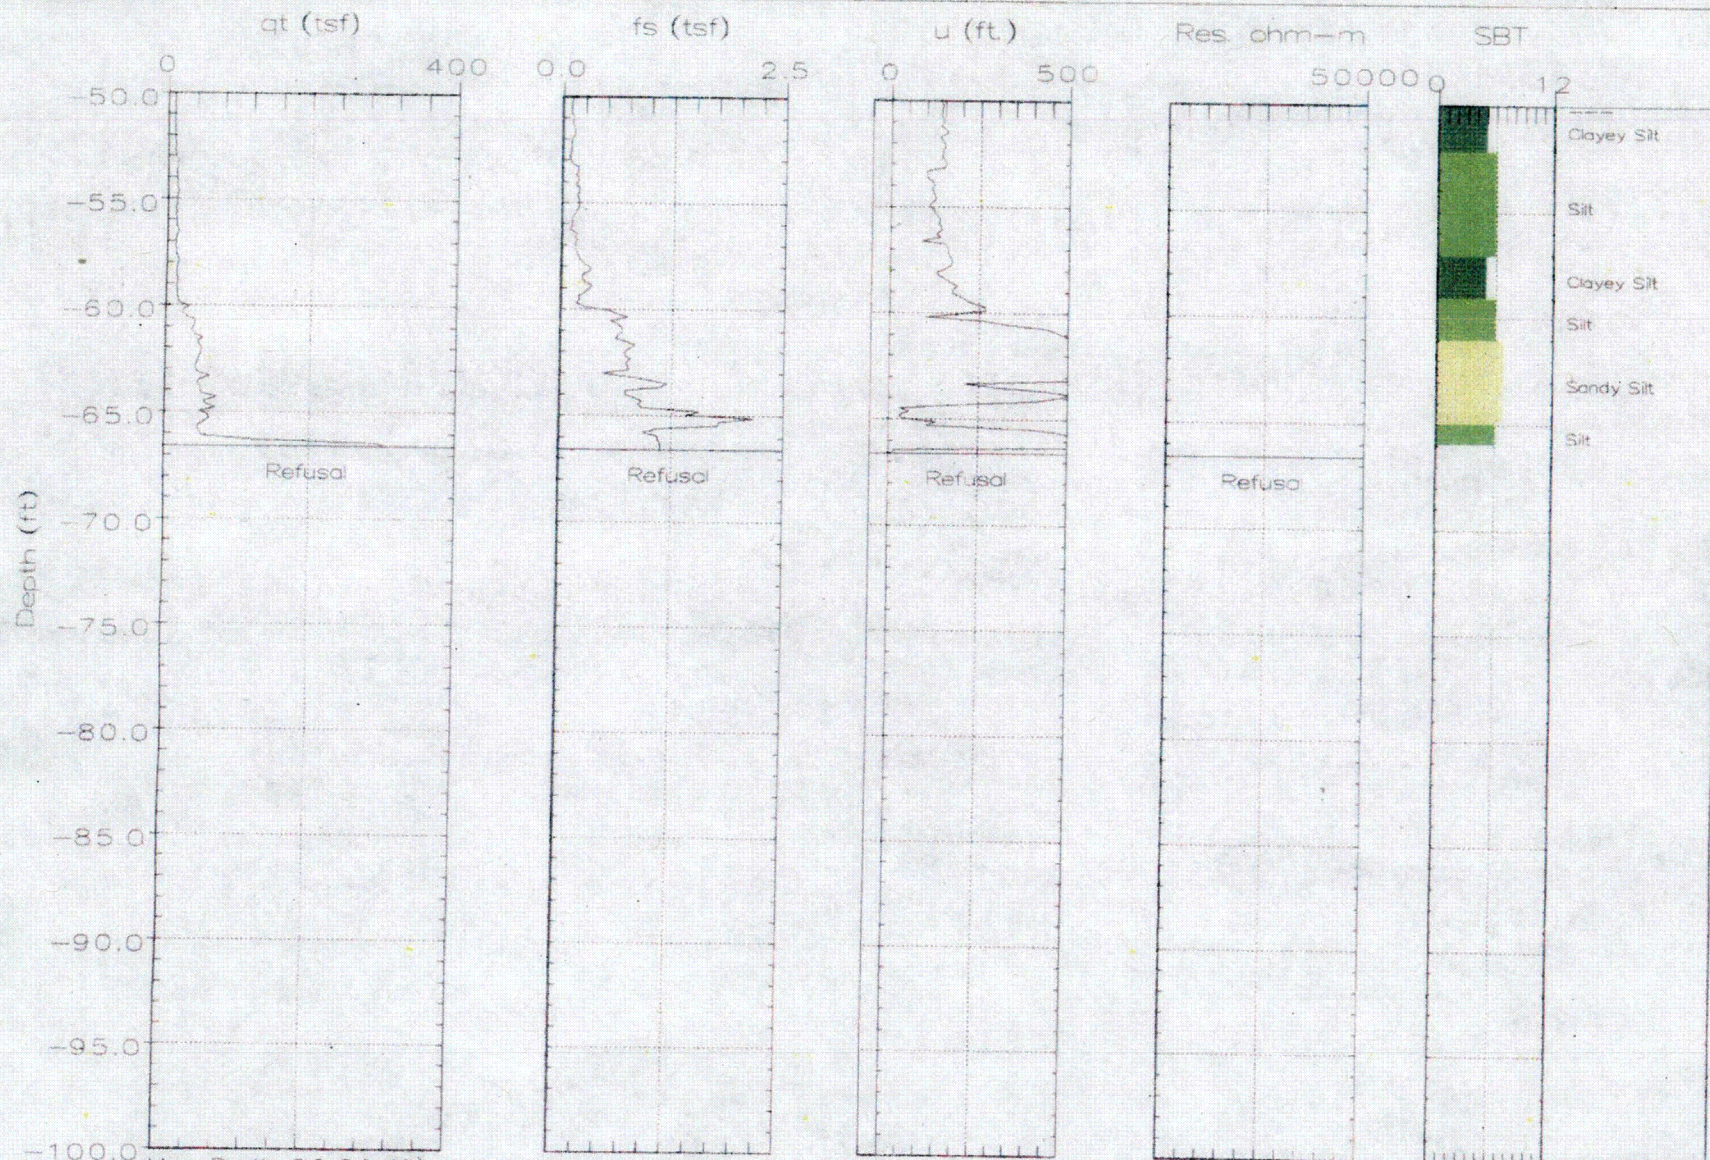 qt (tsf)
fs (tsf)
u (ft.)
Res. ohm-m
SBT
0
400
0.0
2.5
0
500
50000
0
12
-50.0
Clayey Silt
-55.0
Silt
Clayey Silt
-60.0
Silt
Sandy Silt
-65.0
Silt
Refusal
Refusal
Refusal
Refusa
Depth (ft)
-70.0
-75.0
-80.0
-85.0
-90.0
-95.0
-100.0